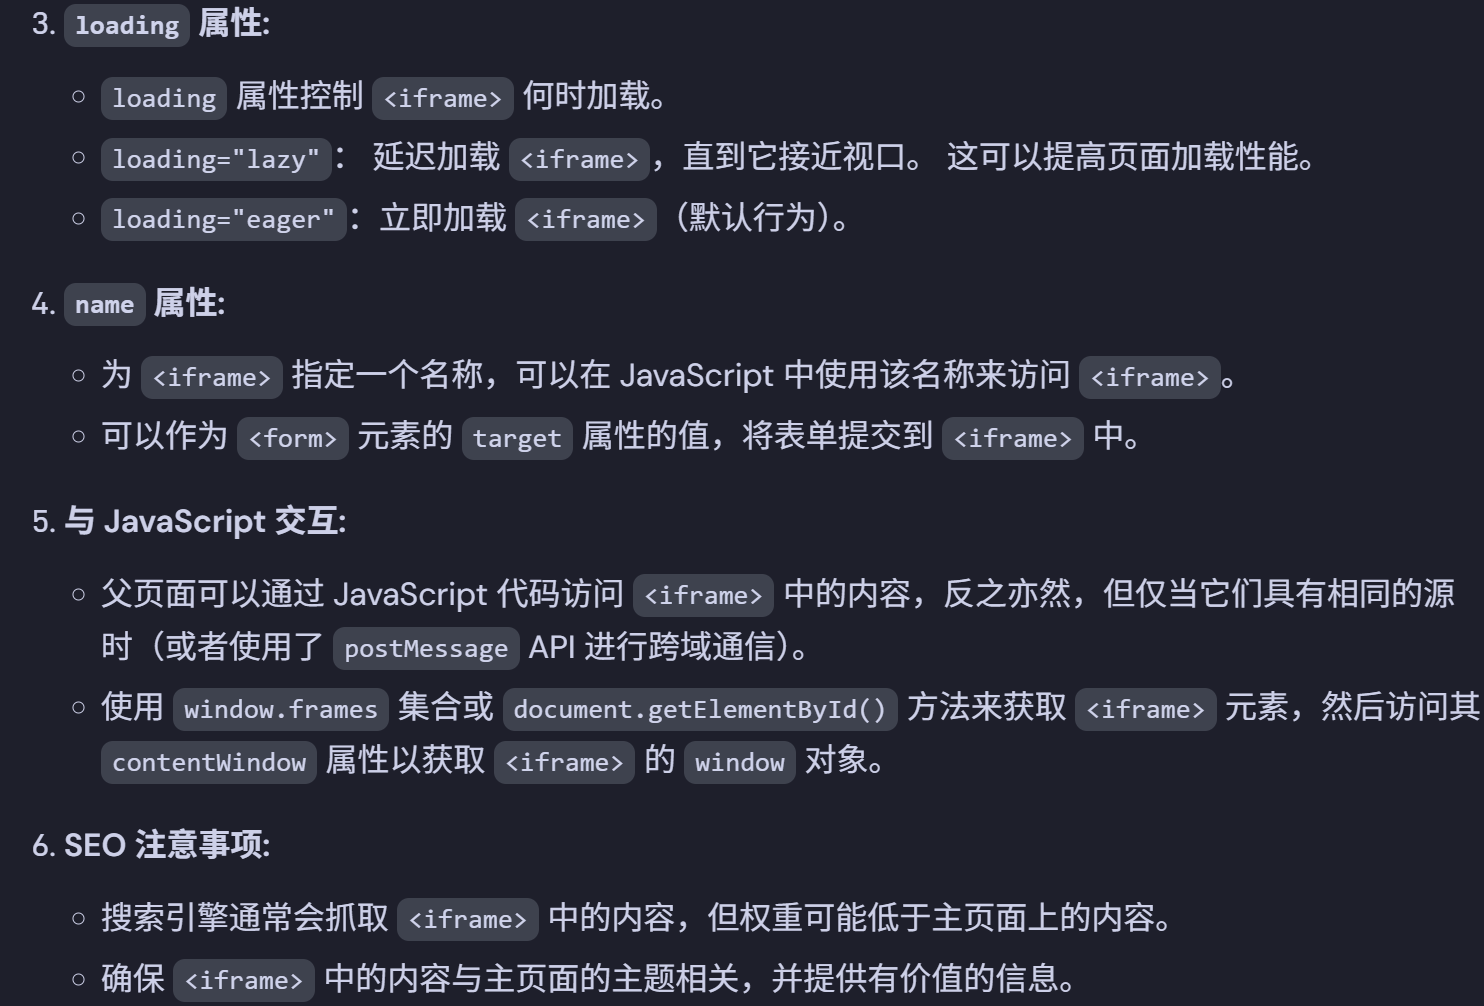 3. loading 属性:
○ loading 属性控制 <iframe> 何时加载。
○ loading="lazy"： 延迟加载 <iframe>，直到它接近视口。 这可以提高页面加载性能。
○ loading="eager"：立即加载 <iframe>（默认行为）。
4. name 属性:
○ 为 <iframe> 指定一个名称，可以在 JavaScript 中使用该名称来访问 <iframe>。
○ 可以作为 <form> 元素的 target 属性的值，将表单提交到 <iframe> 中。
5. 与 JavaScript 交互:
○ 父页面可以通过 JavaScript 代码访问 <iframe> 中的内容，反之亦然，但仅当它们具有相同的源
时（或者使用了 postMessage API 进行跨域通信）。
○ 使用 window.frames 集合或 document.getElementById() 方法来获取 <iframe> 元素，然后访问其
contentWindow 属性以获取 <iframe> 的 window 对象。
6. SEO 注意事项:
○ 搜索引擎通常会抓取 <iframe> 中的内容，但权重可能低于主页面上的内容。
○ 确保 <iframe> 中的内容与主页面的主题相关，并提供有价值的信息。